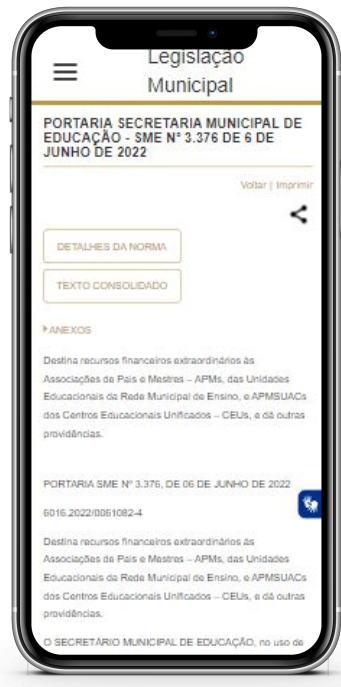 Legislação
Municipal
PORTARIA SECRETARIA MUNICIPAL DE
EDUCAÇÃO - SME Nº 3.376 DE 6 DE
JUNHO DE 2022
Voltar | Imprimir
DETALHES DA NORMA
TEXTO CONSOLIDADO
ANEXOS
Destina recursos financeiros extraordinários às
Associações de Pais e Mestres – APMs, das Unidades
Educacionais da Rede Municipal de Ensino, e APMSUACs
dos Centros Educacionais Unificados – CEUs, e dá outras
providências.
PORTARIA SME Nº 3.376, DE 06 DE JUNHO DE 2022
6016.2022/0061082-4
Destina recursos financeiros extraordinários às
Associações de Pais e Mestres – APMs, das Unidades
Educacionais da Rede Municipal de Ensino, e APMSUACs
dos Centros Educacionais Unificados – CEUs, e dá outras
providências.
O SECRETÁRIO MUNICIPAL DE EDUCAÇÃO, no uso de